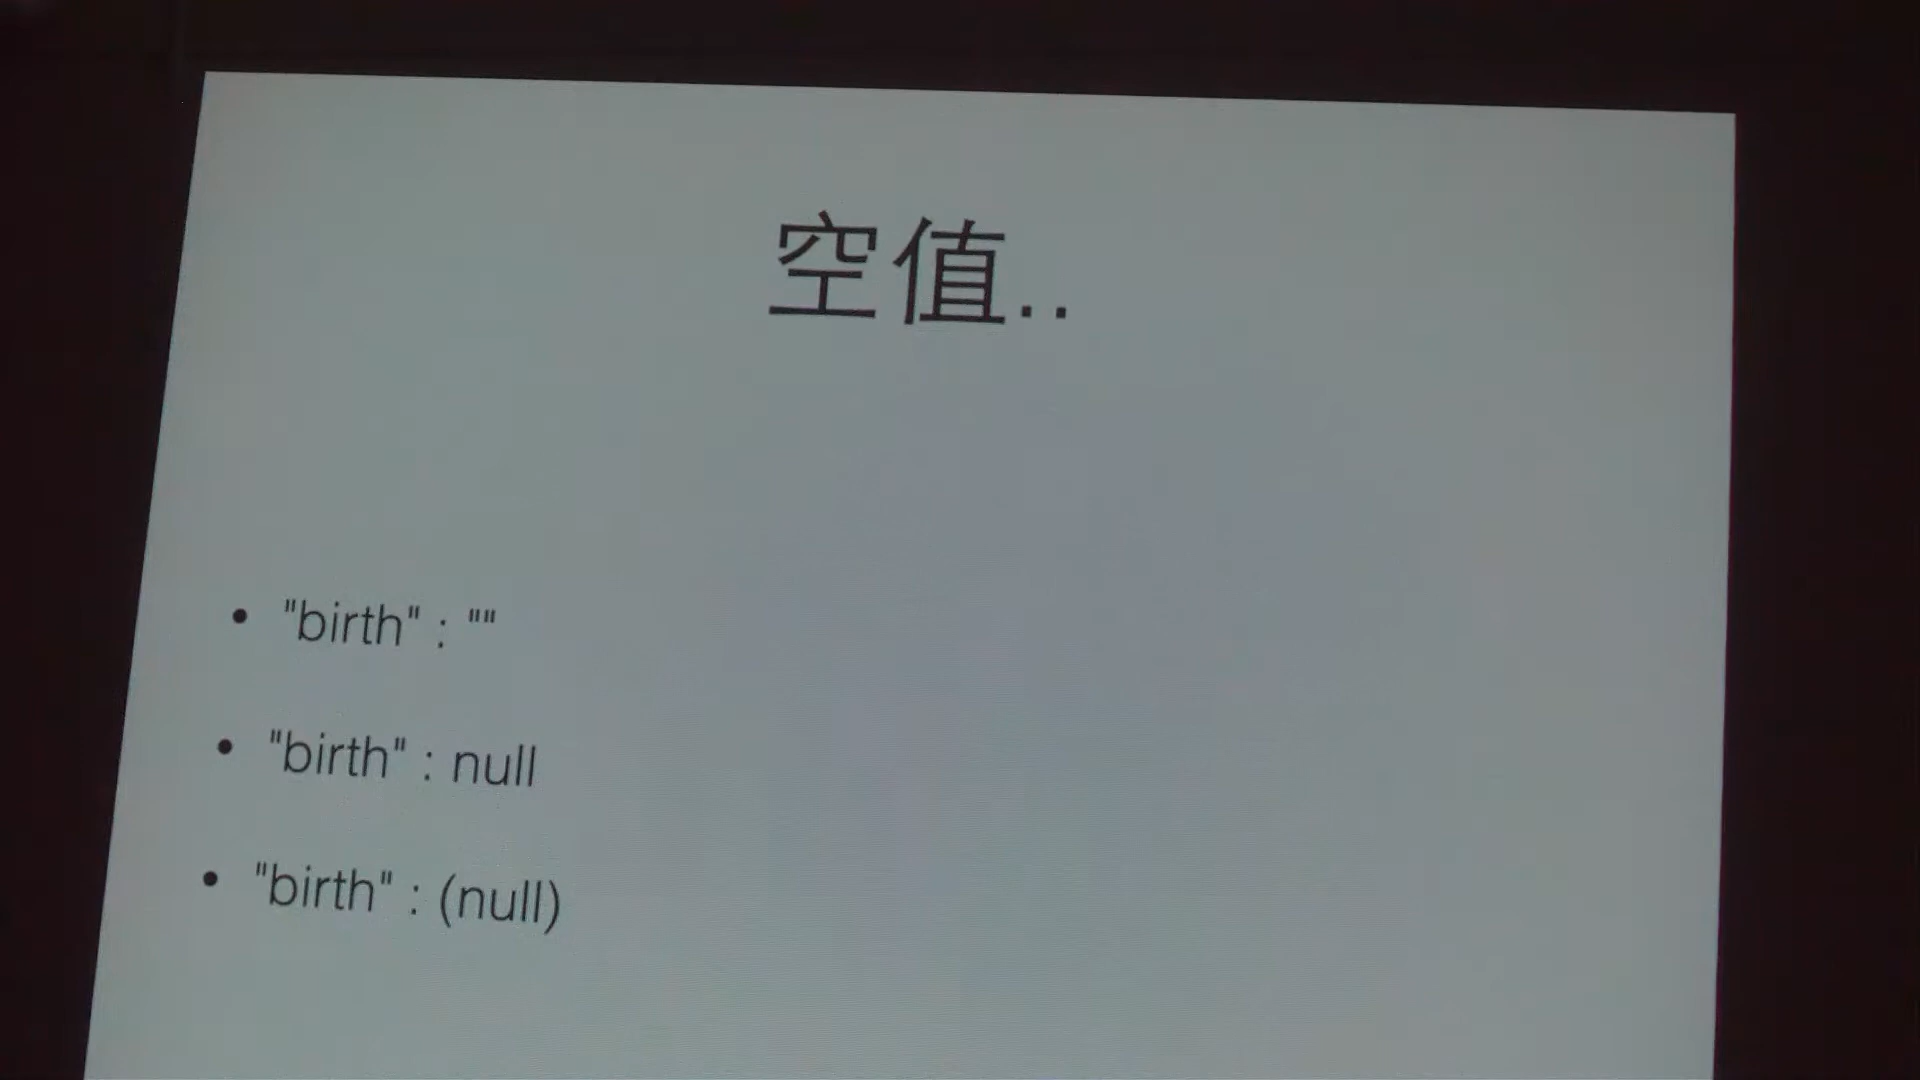 空值..
• "birth" : ""
• "birth" : null
• "birth" : (null)